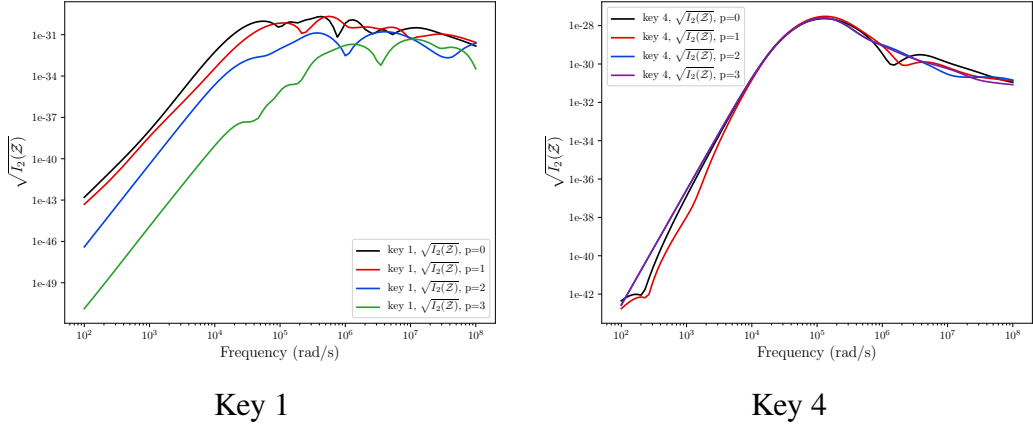 1e-31
1e-34
1e-37
1e-40
1e-43
1e-46
1e-49
√I₂(𝒵)
key 1, √I₂(𝒵), p=0
key 1, √I₂(𝒵), p=1
key 1, √I₂(𝒵), p=2
key 1, √I₂(𝒵), p=3
10² 10³ 10⁴ 10⁵ 10⁶ 10⁷ 10⁸
Frequency (rad/s)
Key 1
1e-28
1e-30
1e-32
1e-34
1e-36
1e-38
1e-40
1e-42
√I₂(𝒵)
key 4, √I₂(𝒵), p=0
key 4, √I₂(𝒵), p=1
key 4, √I₂(𝒵), p=2
key 4, √I₂(𝒵), p=3
10² 10³ 10⁴ 10⁵ 10⁶ 10⁷ 10⁸
Frequency (rad/s)
Key 4